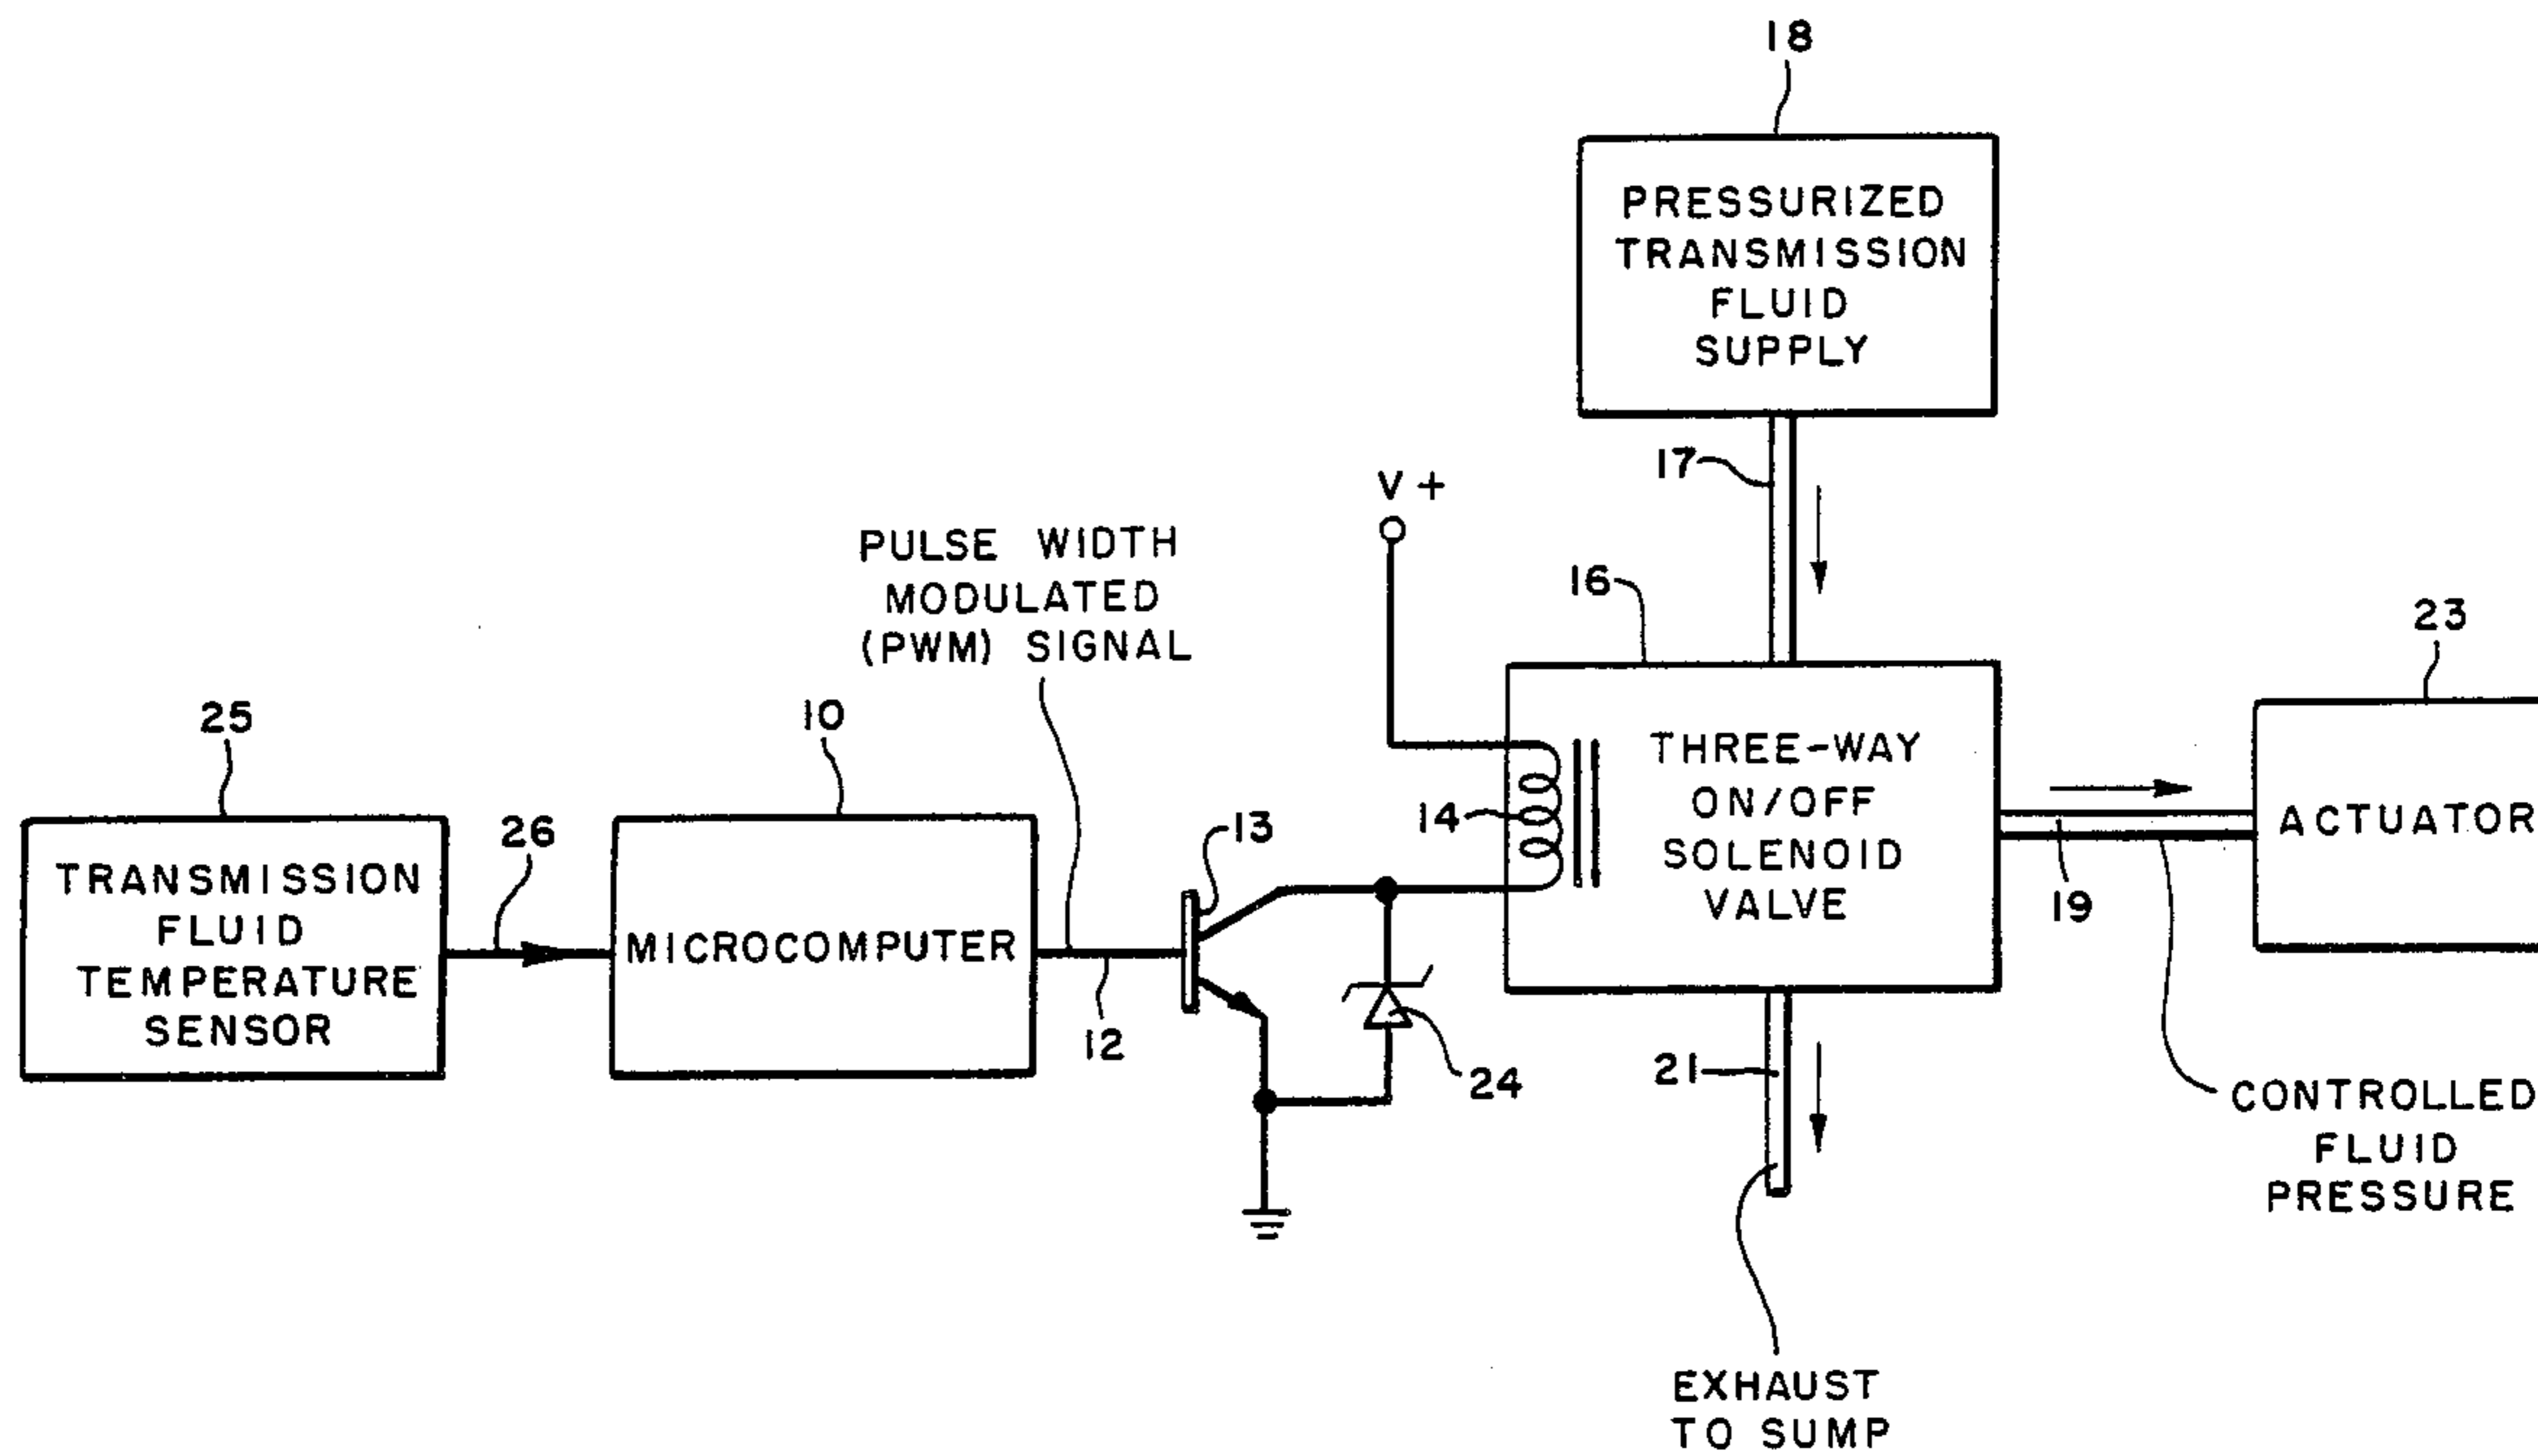 18
PRESSURIZED
TRANSMISSION
FLUID
SUPPLY
17
V +
PULSE WIDTH
MODULATED
(PWM) SIGNAL
16
23
25
10
THREE-WAY
ON/OFF
SOLENOID
VALVE
14
13
26
ACTUATOR
TRANSMISSION
FLUID
TEMPERATURE
SENSOR
MICROCOMPUTER
19
12
24
21
CONTROLLED
FLUID
PRESSURE
EXHAUST
TO SUMP